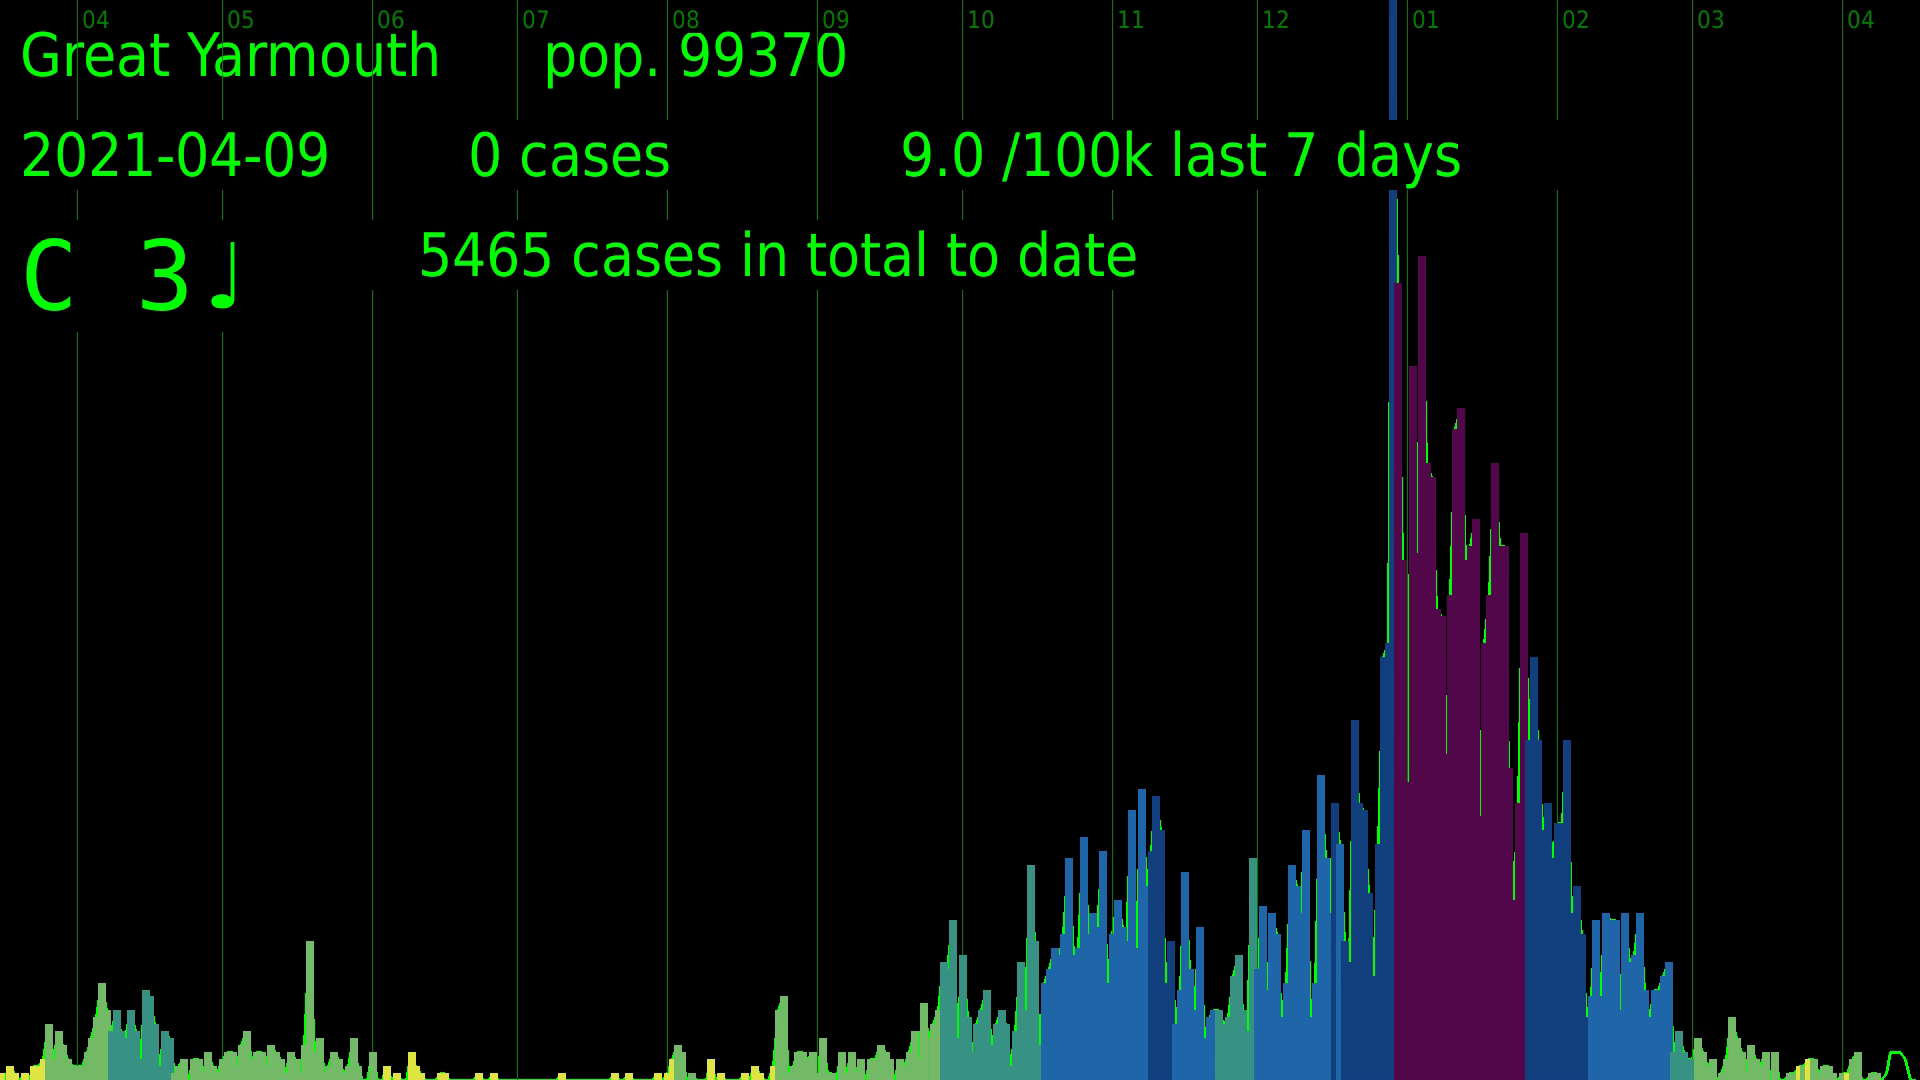 04 05 06 07 08 09 10 11 12 01 02 03 04
Great Yarmouth pop. 99370
2021-04-09 0 cases 9.0 /100k last 7 days
C 3♩ 5465 cases in total to date